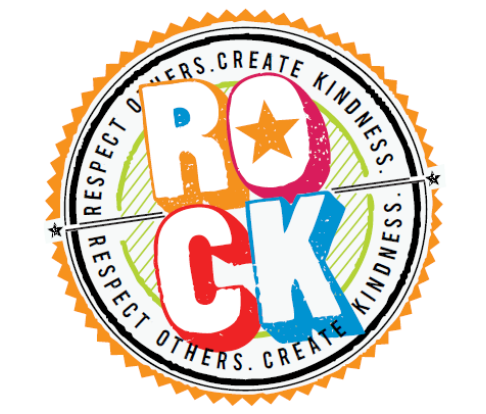 RESPECT OTHERS. CREATE KINDNESS.
RO
CK
RESPECT OTHERS. CREATE KINDNESS.